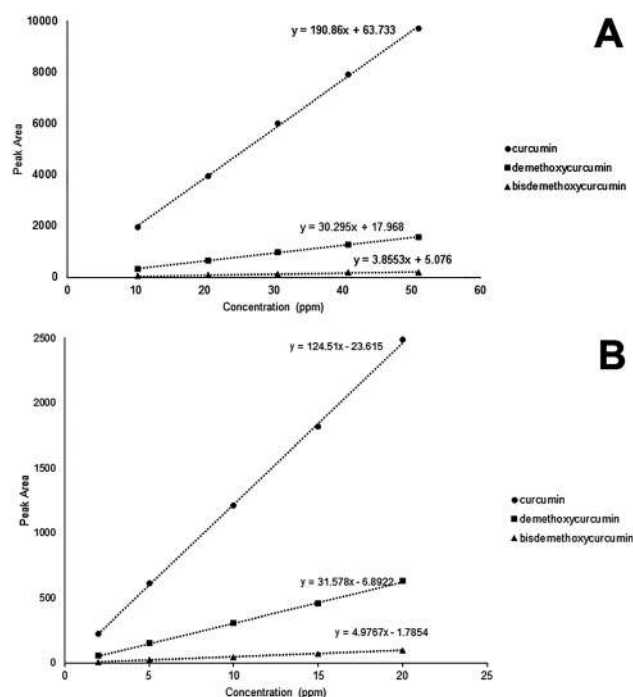 A
y = 190.86x + 63.733
10000
8000
6000
4000
2000
0
Peak Area
curcumin
demethoxycurcumin
bisdemethoxycurcumin
y = 30.295x + 17.968
y = 3.8553x + 5.076
0 10 20 30 40 50 60
Concentration (ppm)
B
y = 124.51x - 23.615
2500
2000
1500
1000
500
0
Peak Area
curcumin
demethoxycurcumin
bisdemethoxycurcumin
y = 31.578x - 6.8922
y = 4.9767x - 1.7854
0 5 10 15 20 25
Concentration (ppm)